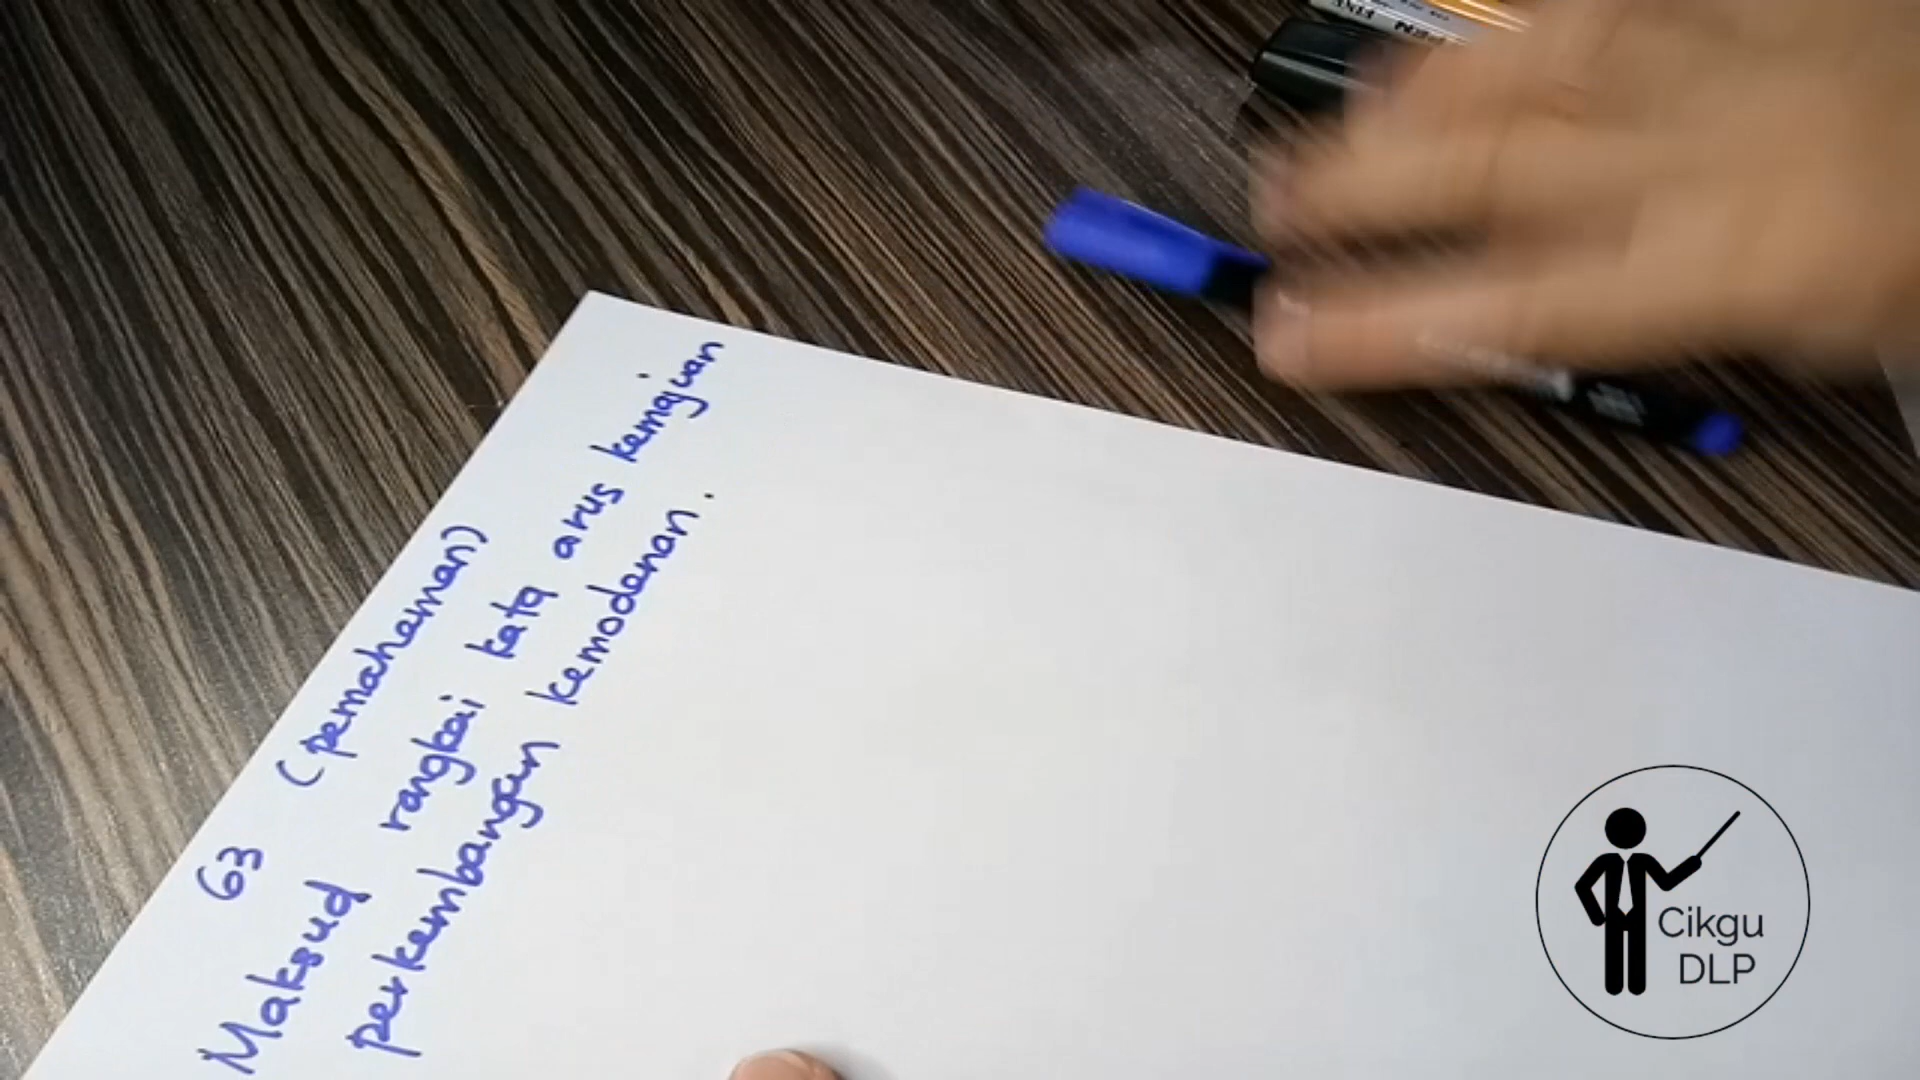 63 (pemahaman)
Maksud rangkai kata arus kemajuan
perkembangan kemodenan.
Cikgu
DLP